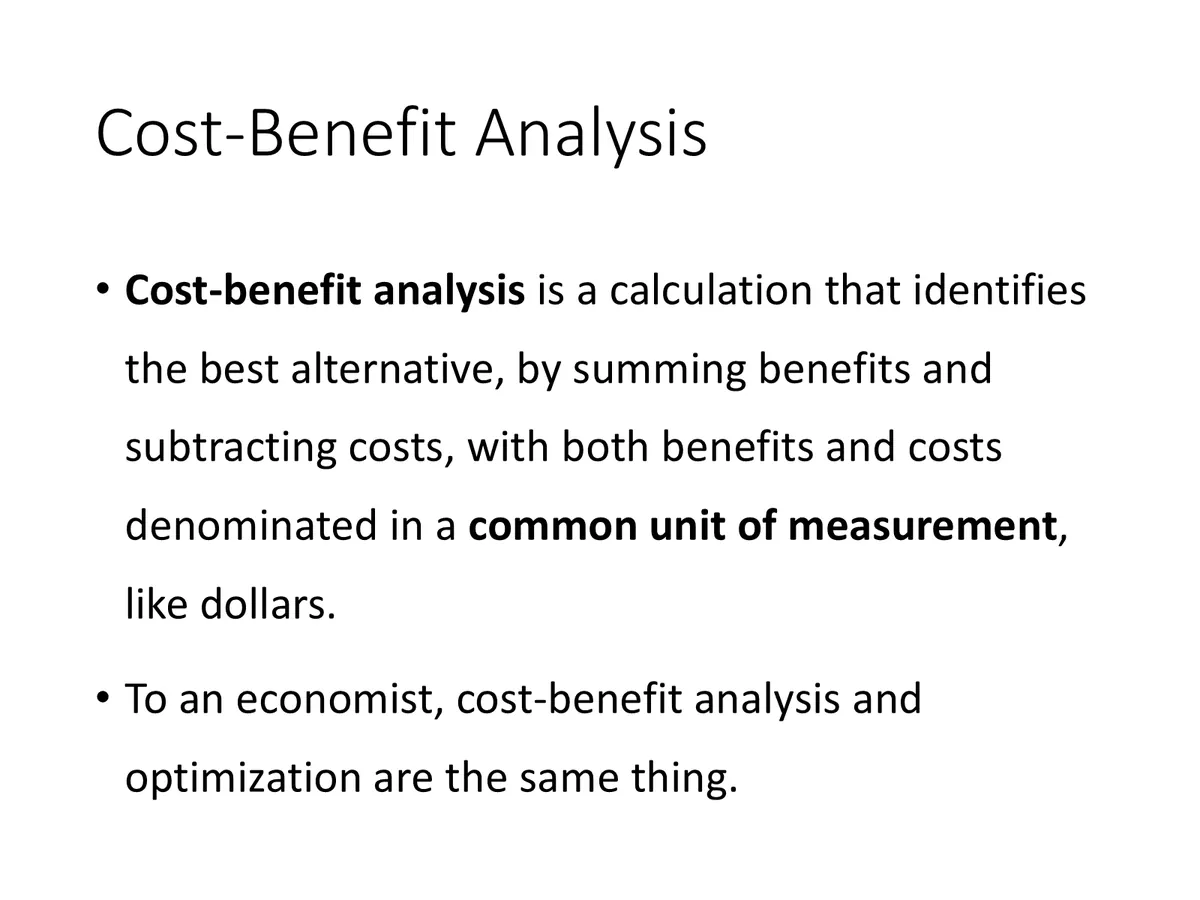 Cost-Benefit Analysis
• Cost-benefit analysis is a calculation that identifies
the best alternative, by summing benefits and
subtracting costs, with both benefits and costs
denominated in a common unit of measurement,
like dollars.
• To an economist, cost-benefit analysis and
optimization are the same thing.